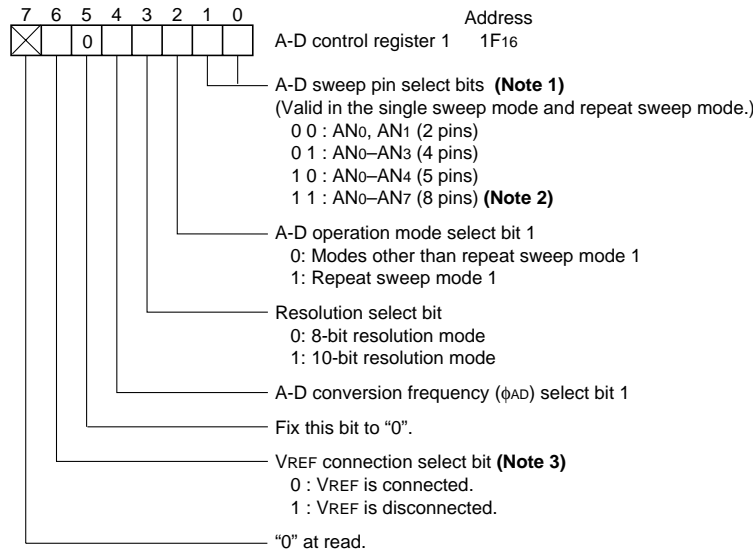 Address
7 6 5 4 3 2 1 0
A-D control register 1 1F16
0
A-D sweep pin select bits (Note 1)
(Valid in the single sweep mode and repeat sweep mode.)
0 0 : AN0, AN1 (2 pins)
0 1 : AN0–AN3 (4 pins)
1 0 : AN0–AN4 (5 pins)
1 1 : AN0–AN7 (8 pins) (Note 2)
A-D operation mode select bit 1
0: Modes other than repeat sweep mode 1
1: Repeat sweep mode 1
Resolution select bit
0: 8-bit resolution mode
1: 10-bit resolution mode
A-D conversion frequency (ϕAD) select bit 1
Fix this bit to “0”.
VREF connection select bit (Note 3)
0 : VREF is connected.
1 : VREF is disconnected.
“0” at read.